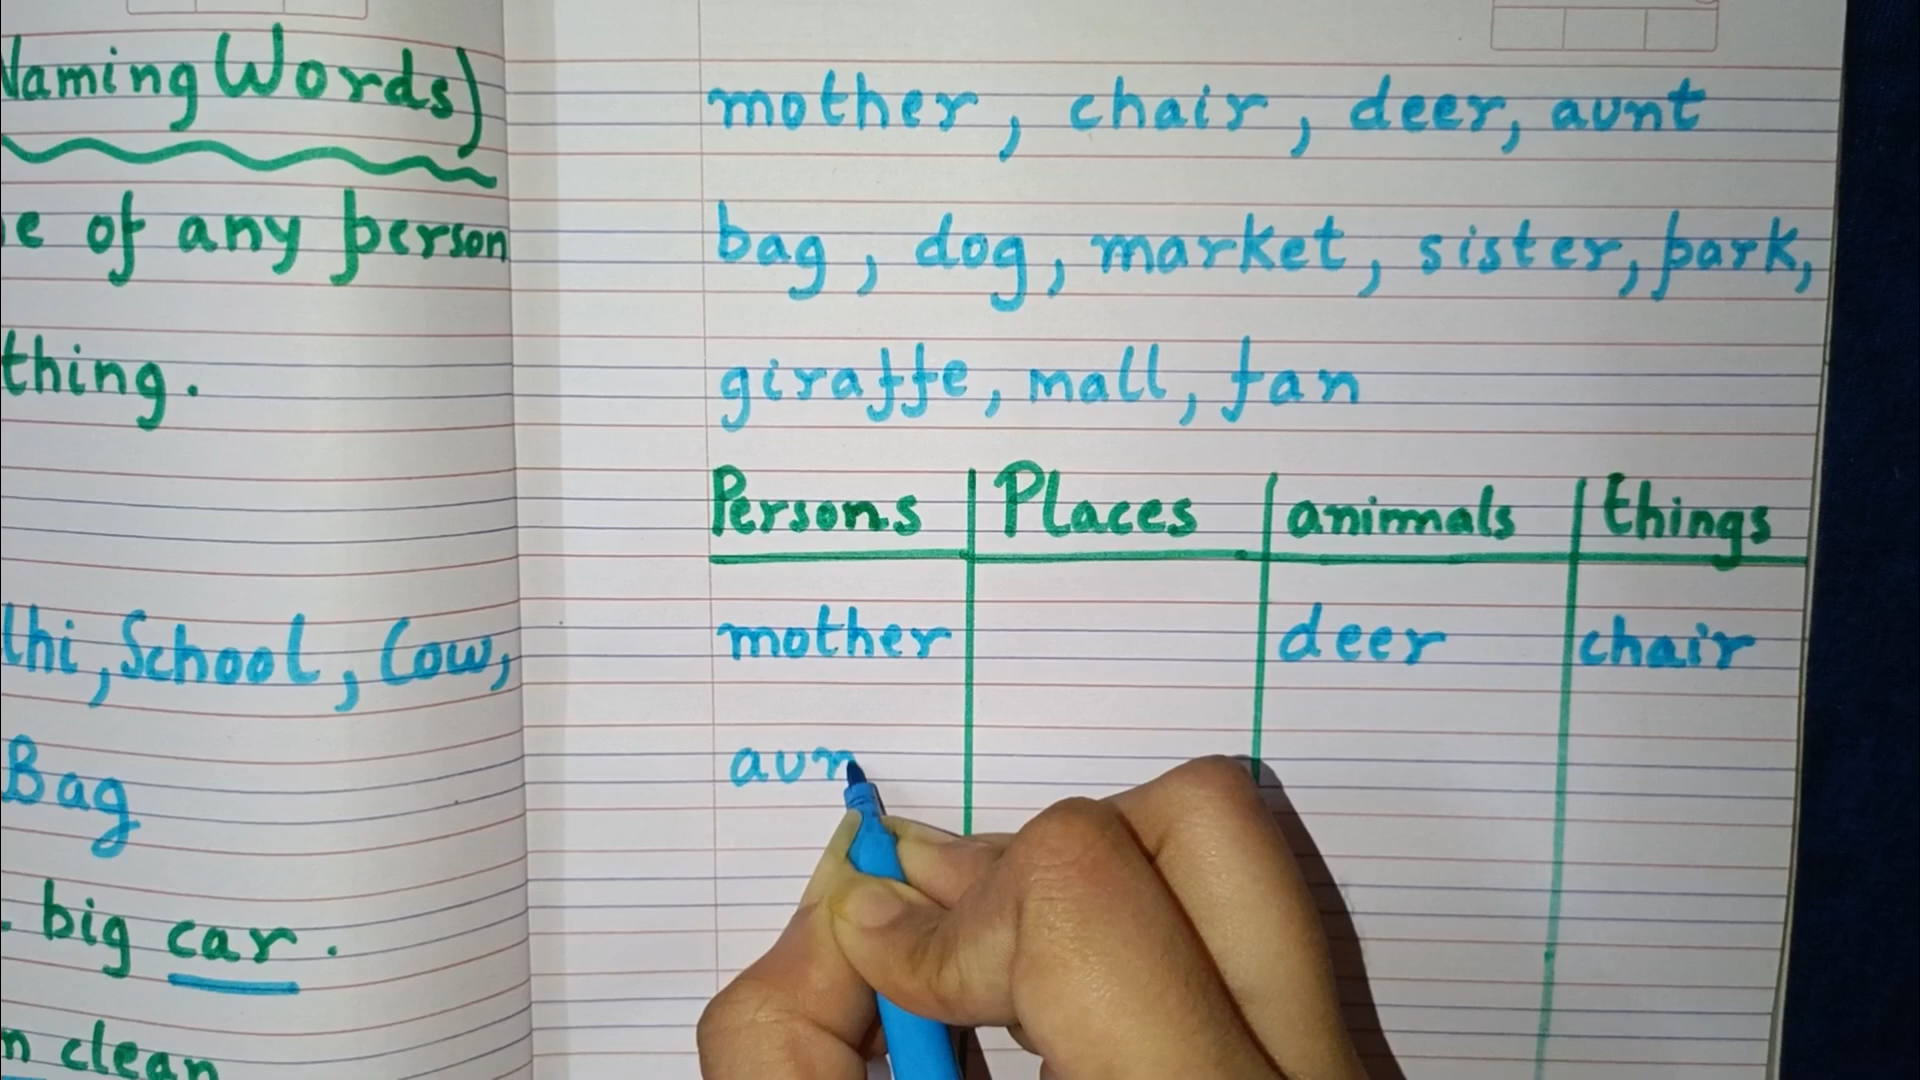 Naming Words)
e of any person
thing.
thi, School, Cow,
Bag
big car.
n clean
mother, chair, deer, aunt
bag, dog, market, sister, park,
giraffe, mall, fan
Persons Places animals things
mother deer chair
aun